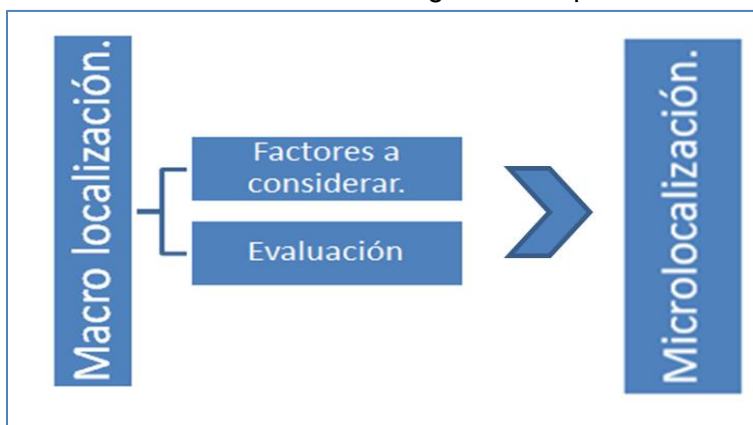 Macro localización.
Factores a
considerar.
Evaluación
Microlocalización.